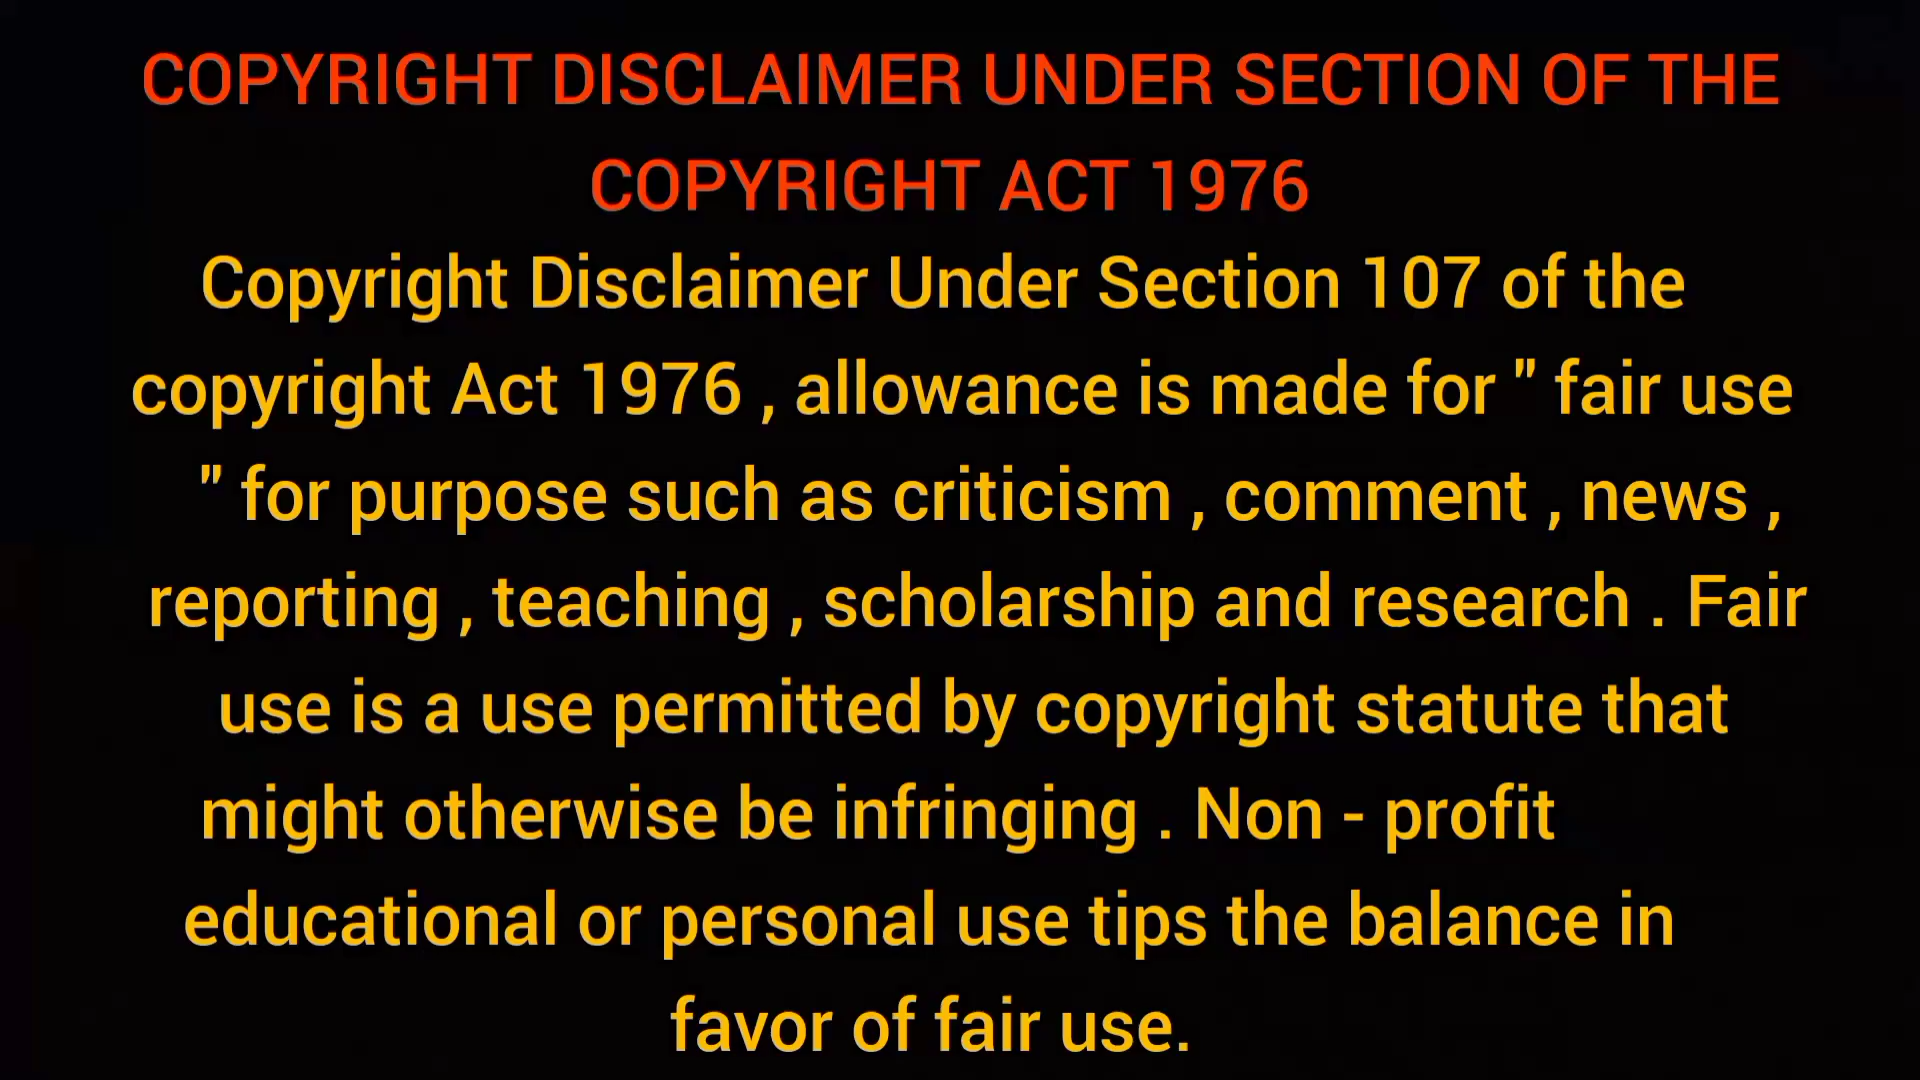 COPYRIGHT DISCLAIMER UNDER SECTION OF THE
COPYRIGHT ACT 1976
Copyright Disclaimer Under Section 107 of the
copyright Act 1976 , allowance is made for " fair use
" for purpose such as criticism , comment , news ,
reporting , teaching , scholarship and research . Fair
use is a use permitted by copyright statute that
might otherwise be infringing . Non - profit
educational or personal use tips the balance in
favor of fair use.